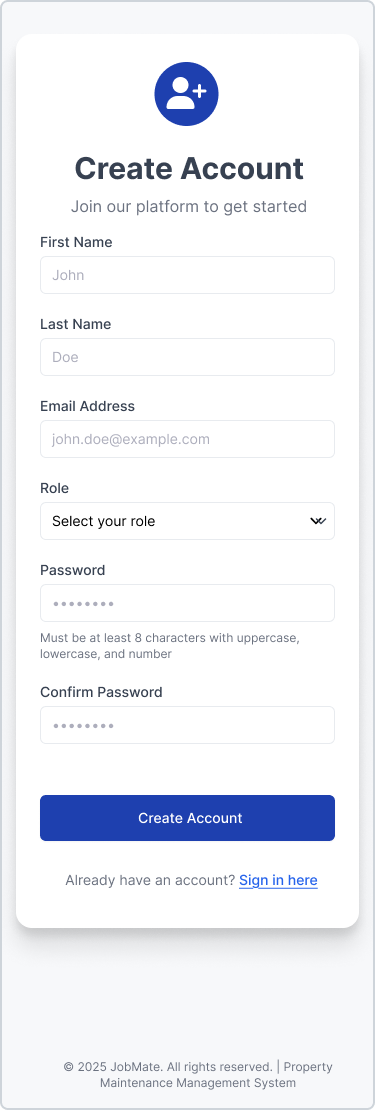 Create Account
Join our platform to get started
First Name
John
Last Name
Doe
Email Address
john.doe@example.com
Role
Select your role
Password
••••••••
Must be at least 8 characters with uppercase,
lowercase, and number
Confirm Password
••••••••
Create Account
Already have an account? Sign in here
© 2025 JobMate. All rights reserved. | Property
Maintenance Management System